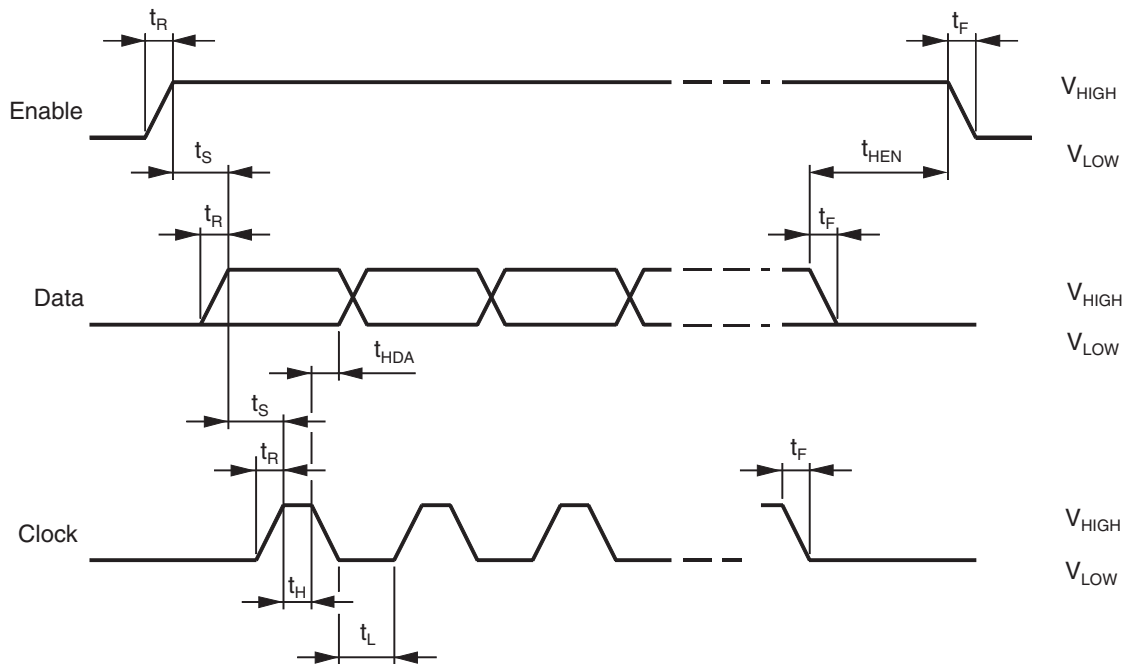 tR
tF
Enable
VHIGH
tS
tHEN
VLOW
tR
tF
Data
VHIGH
tHDA
VLOW
tS
tR
tF
Clock
VHIGH
VLOW
tH
tL